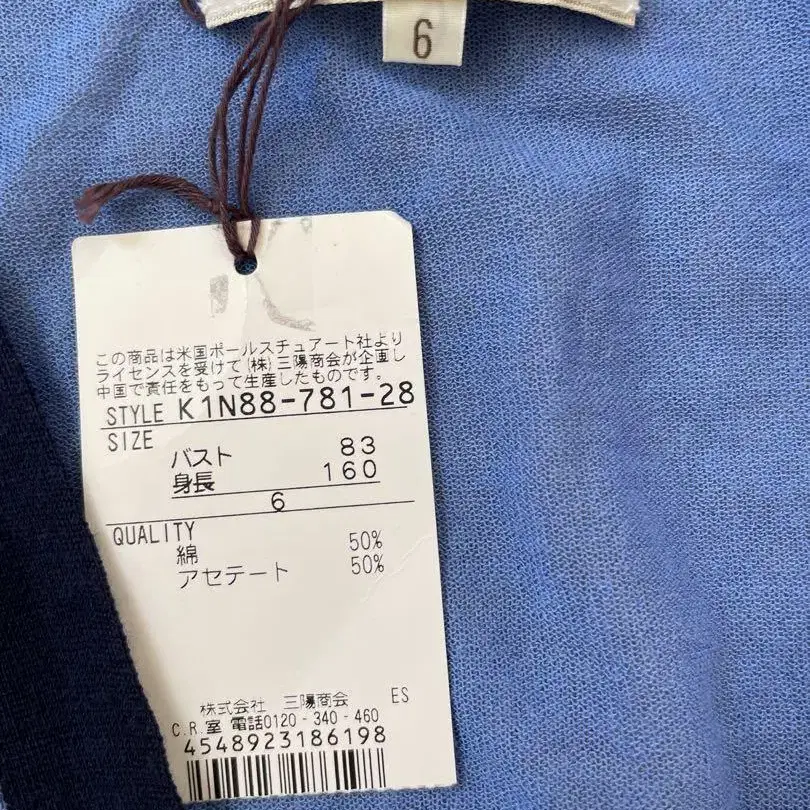 6
この商品は米国ポールスチュアート社より
ライセンスを受けて(株)三陽商会が企画し
中国で責任をもって生産したものです。
STYLE K1N88-781-28
SIZE
バスト 83
身長 160
6
QUALITY
綿 50%
アセテート 50%
株式会社 三陽商会 ES
C.R.室 電話0120-340-460
4548923186198